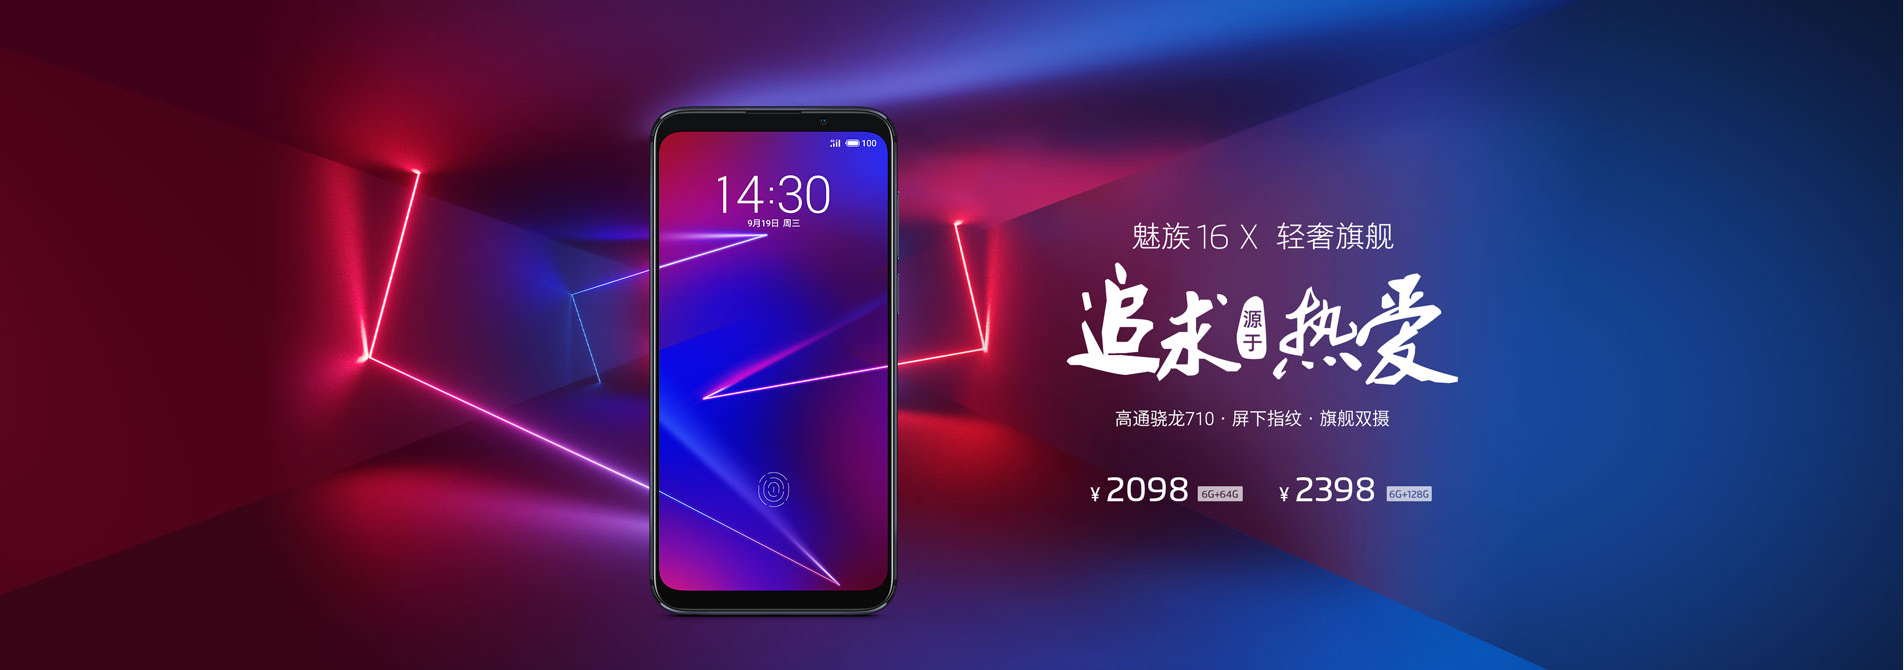 100
14:30
9月19日 周三
魅族16 X 轻奢旗舰
追求源于热爱
高通骁龙710 · 屏下指纹 · 旗舰双摄
¥ 2098 6G+64G ¥ 2398 6G+128G